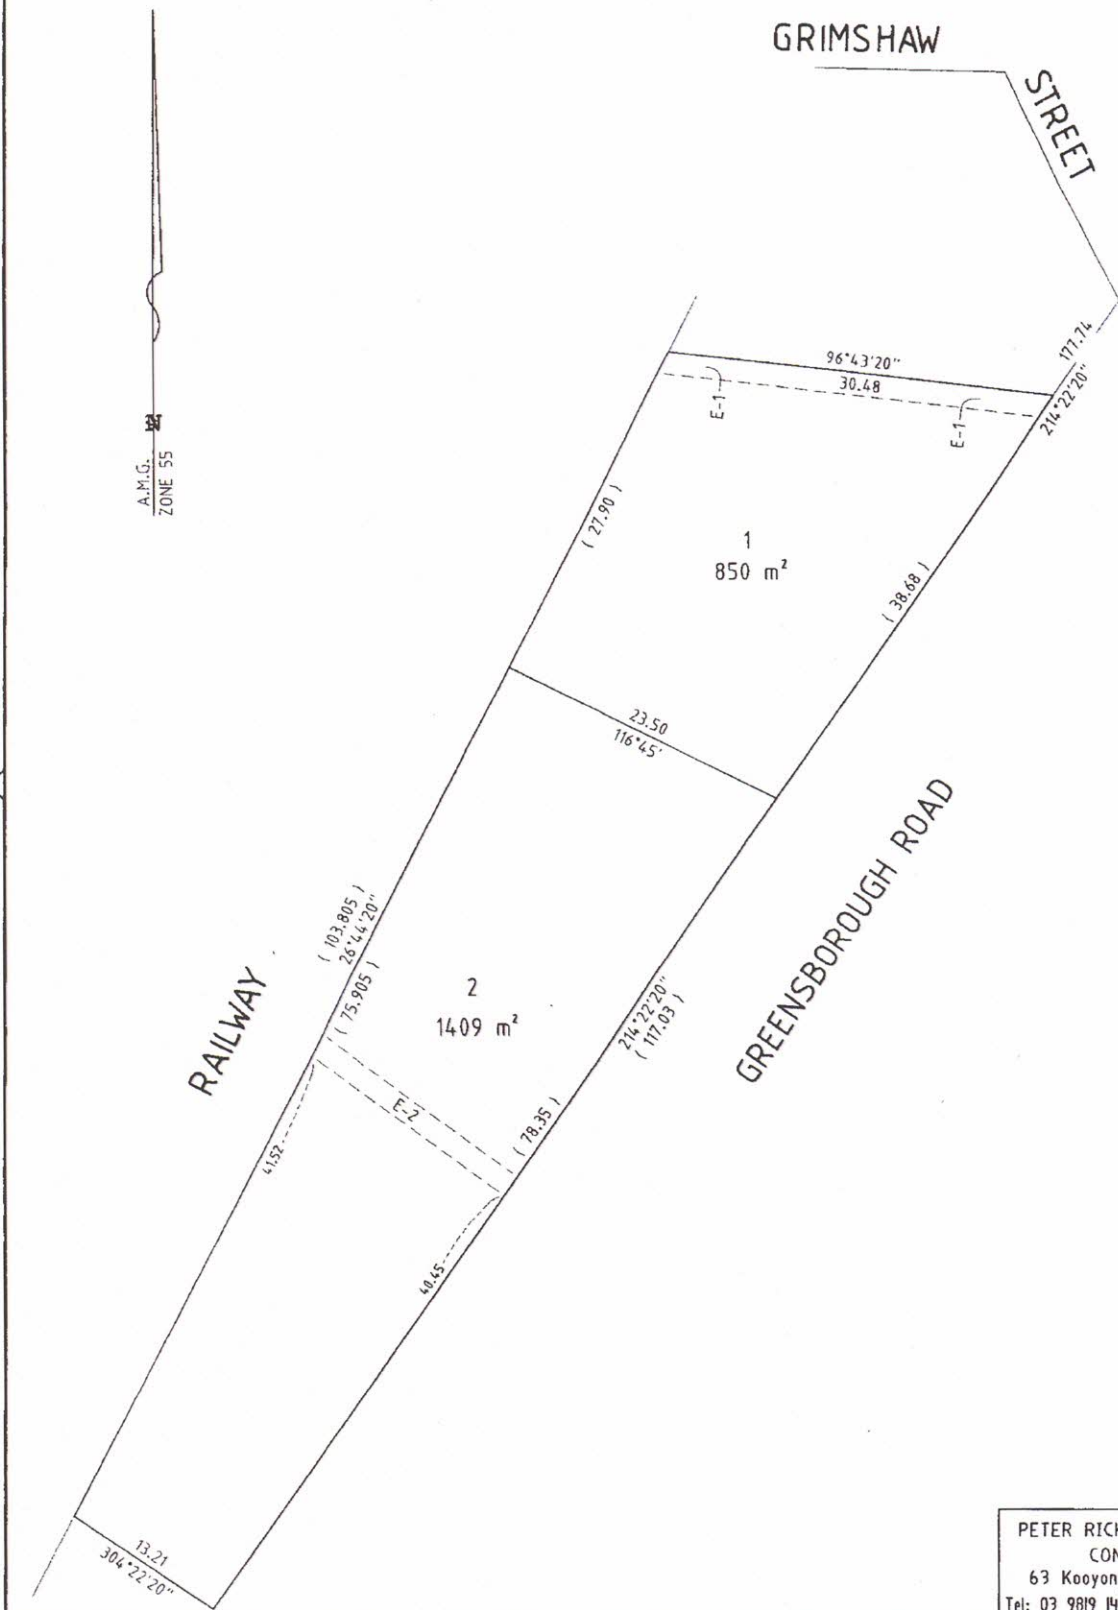 GRIMSHAW
STREET
A.M.G.
ZONE 55
N
177.74
214°22'20"
96°43'20"
30.48
E-1
E-1
( 27.90 )
1
850 m²
( 38.68 )
23.50
116°45'
GREENSBOROUGH ROAD
RAILWAY
( 103.805 )
26°44'20"
( 75.905 )
2
1409 m²
214°22'20"
( 117.03 )
E-2
( 78.35 )
41.52
40.45
13.21
304°22'20"
PETER RICH
CON
63 Kooyon
Tel: 03 9819 14